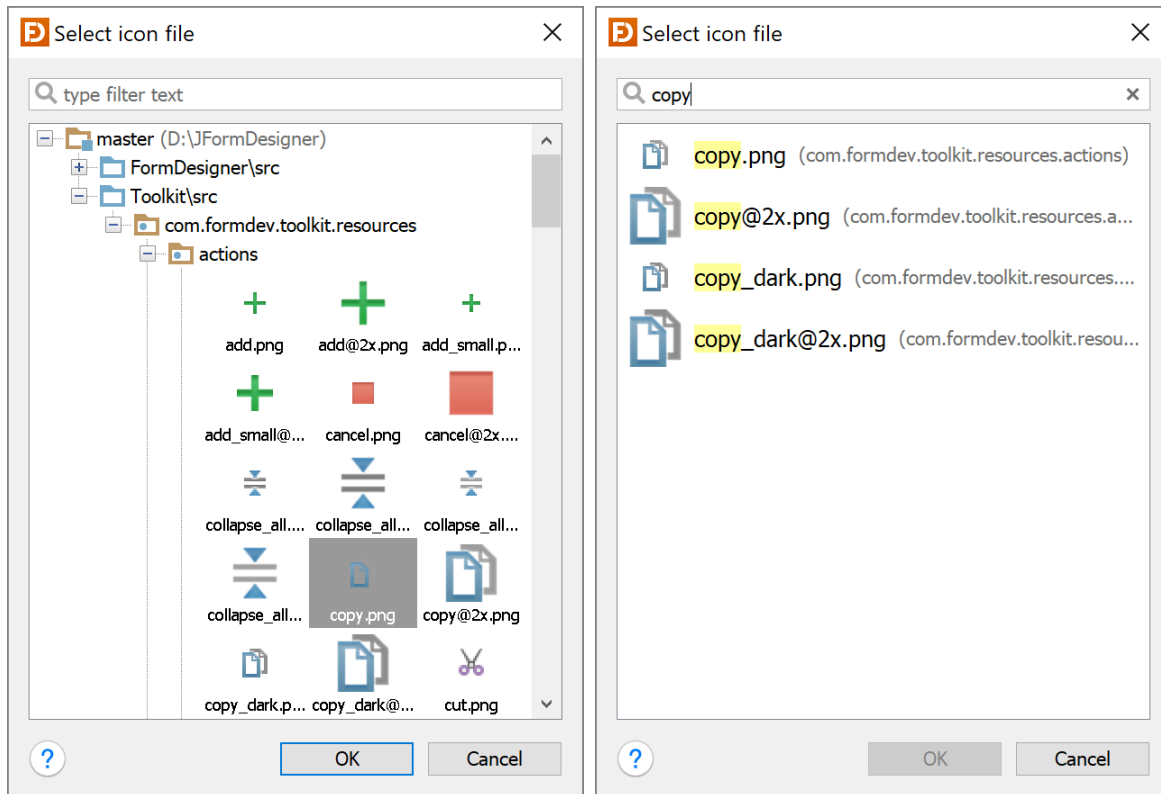 Select icon file
type filter text
master (D:\JFormDesigner)
FormDesigner\src
Toolkit\src
com.formdev.toolkit.resources
actions
add.png add@2x.png add_small.p...
add_small@... cancel.png cancel@2x....
collapse_all.... collapse_all... collapse_all...
collapse_all... copy.png copy@2x.png
copy_dark.p... copy_dark@... cut.png
? OK Cancel
Select icon file
copy
copy.png (com.formdev.toolkit.resources.actions)
copy@2x.png (com.formdev.toolkit.resources.a...
copy_dark.png (com.formdev.toolkit.resources....
copy_dark@2x.png (com.formdev.toolkit.resou...
? OK Cancel